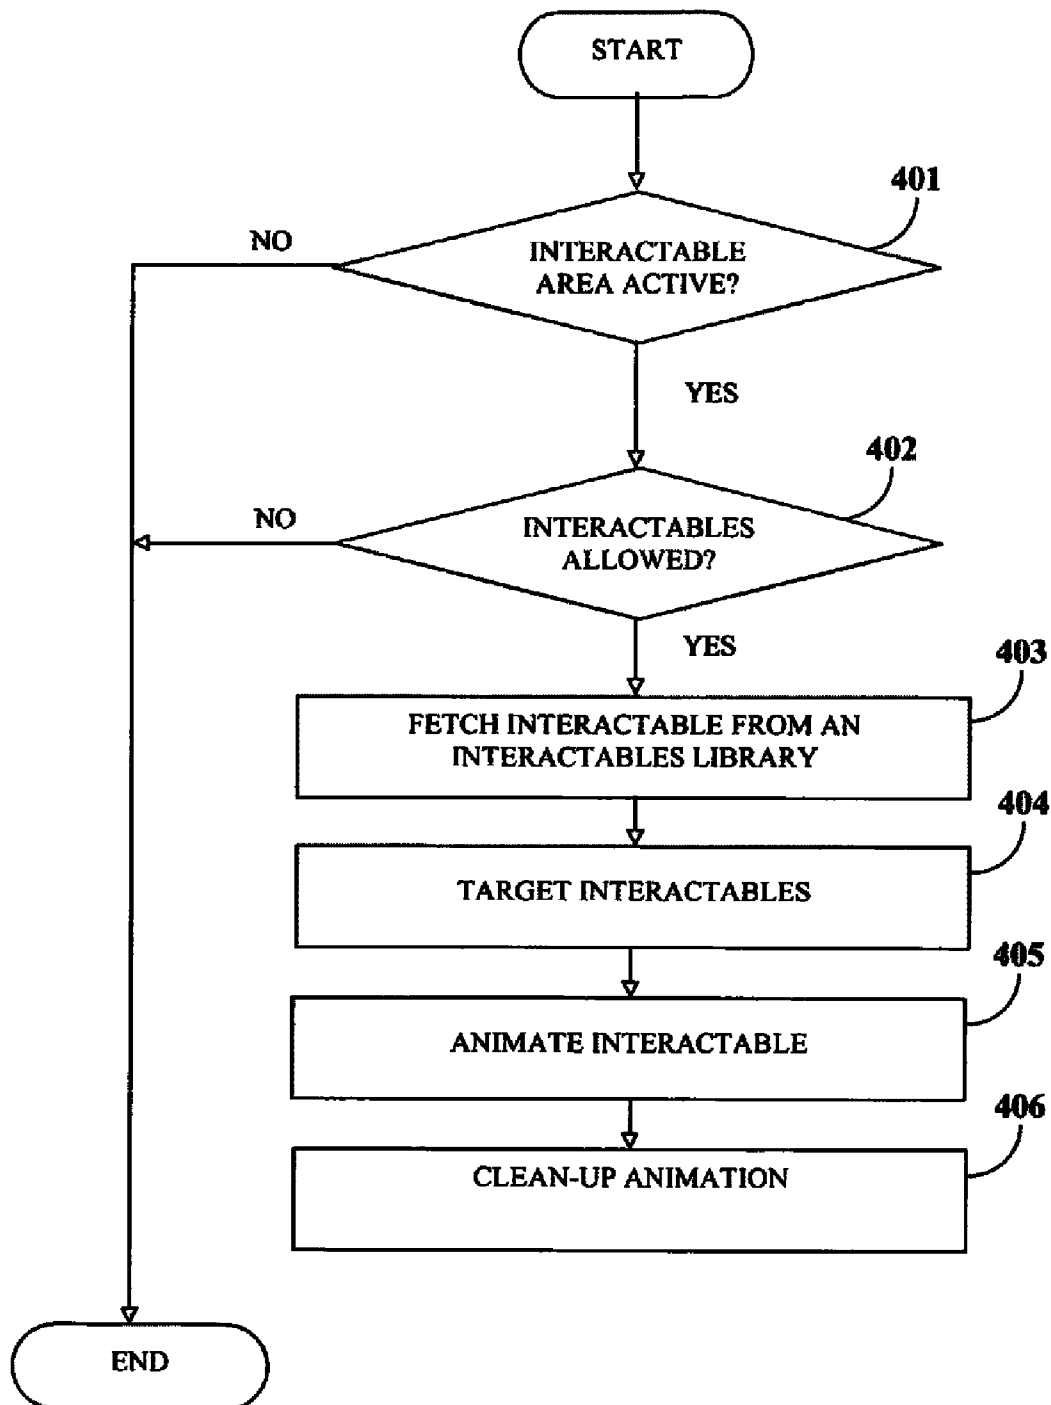 START
401
NO
INTERACTABLE
AREA ACTIVE?
YES
402
NO
INTERACTABLES
ALLOWED?
YES
403
FETCH INTERACTABLE FROM AN
INTERACTABLES LIBRARY
404
TARGET INTERACTABLES
405
ANIMATE INTERACTABLE
406
CLEAN-UP ANIMATION
END